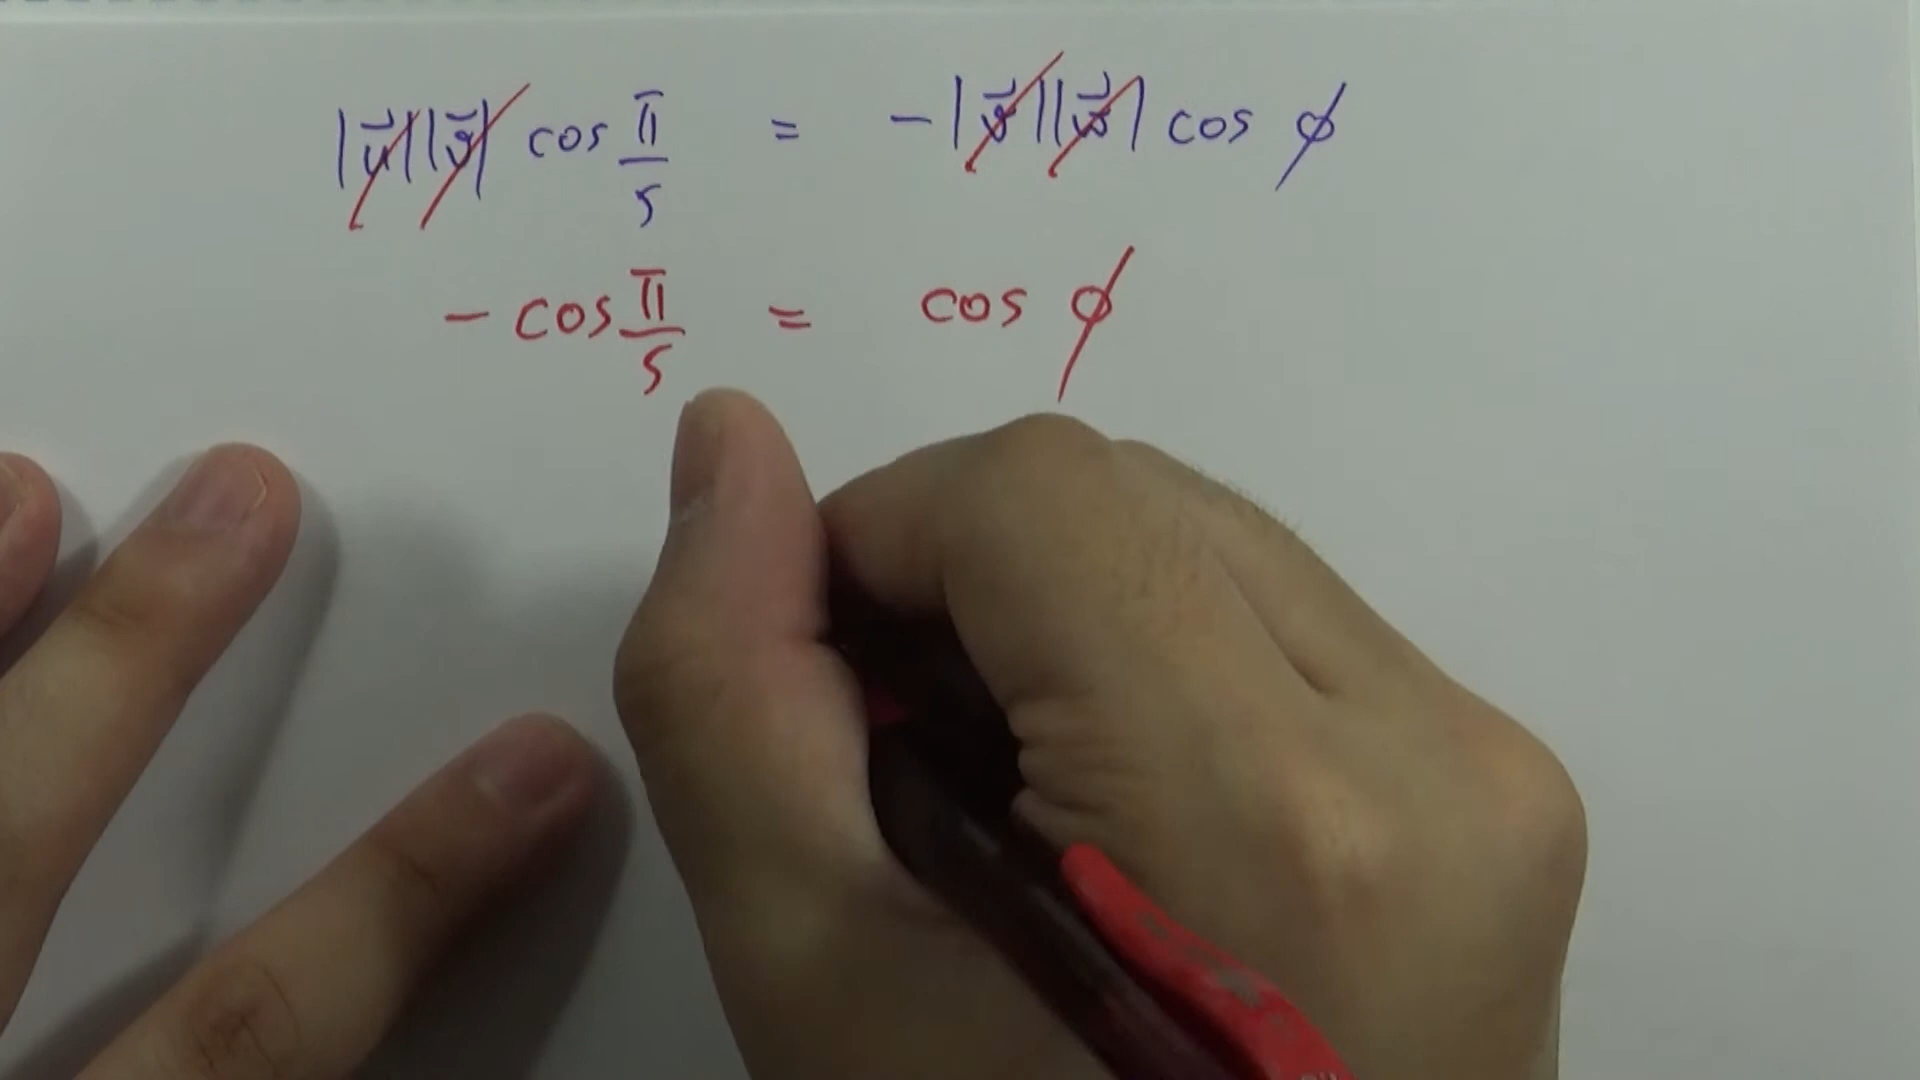 |u⃗||v⃗| cos π/5 = -|v⃗||w⃗| cos φ
- cos π/5 = cos φ